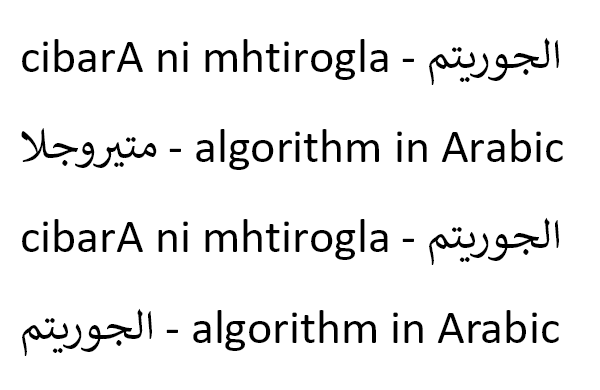 cibarA ni mhtirogla - الجوريتم
متيروجلا - algorithm in Arabic
cibarA ni mhtirogla - الجوريتم
الجوريتم - algorithm in Arabic